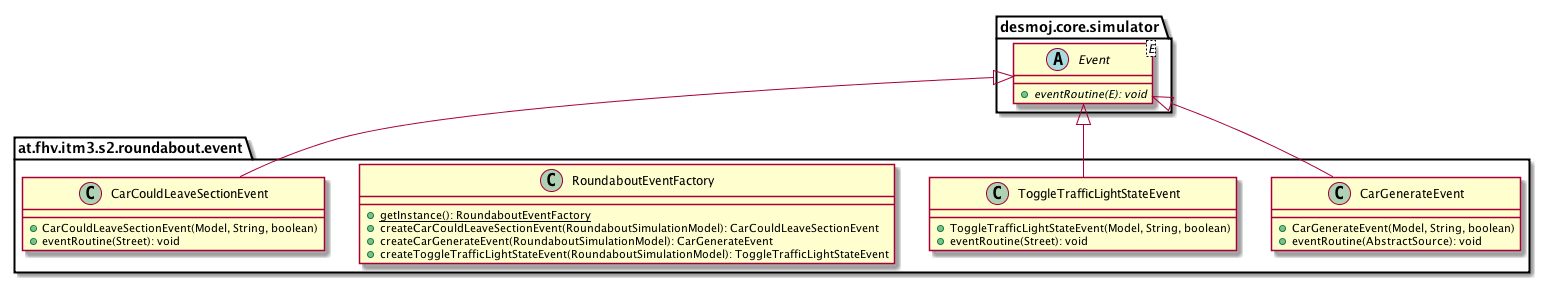 desmoj.core.simulator
E
A Event
eventRoutine(E): void
at.fhv.itm3.s2.roundabout.event
C CarCouldLeaveSectionEvent
CarCouldLeaveSectionEvent(Model, String, boolean)
eventRoutine(Street): void
C RoundaboutEventFactory
getInstance(): RoundaboutEventFactory
createCarCouldLeaveSectionEvent(RoundaboutSimulationModel): CarCouldLeaveSectionEvent
createCarGenerateEvent(RoundaboutSimulationModel): CarGenerateEvent
createToggleTrafficLightStateEvent(RoundaboutSimulationModel): ToggleTrafficLightStateEvent
C ToggleTrafficLightStateEvent
ToggleTrafficLightStateEvent(Model, String, boolean)
eventRoutine(Street): void
C CarGenerateEvent
CarGenerateEvent(Model, String, boolean)
eventRoutine(AbstractSource): void